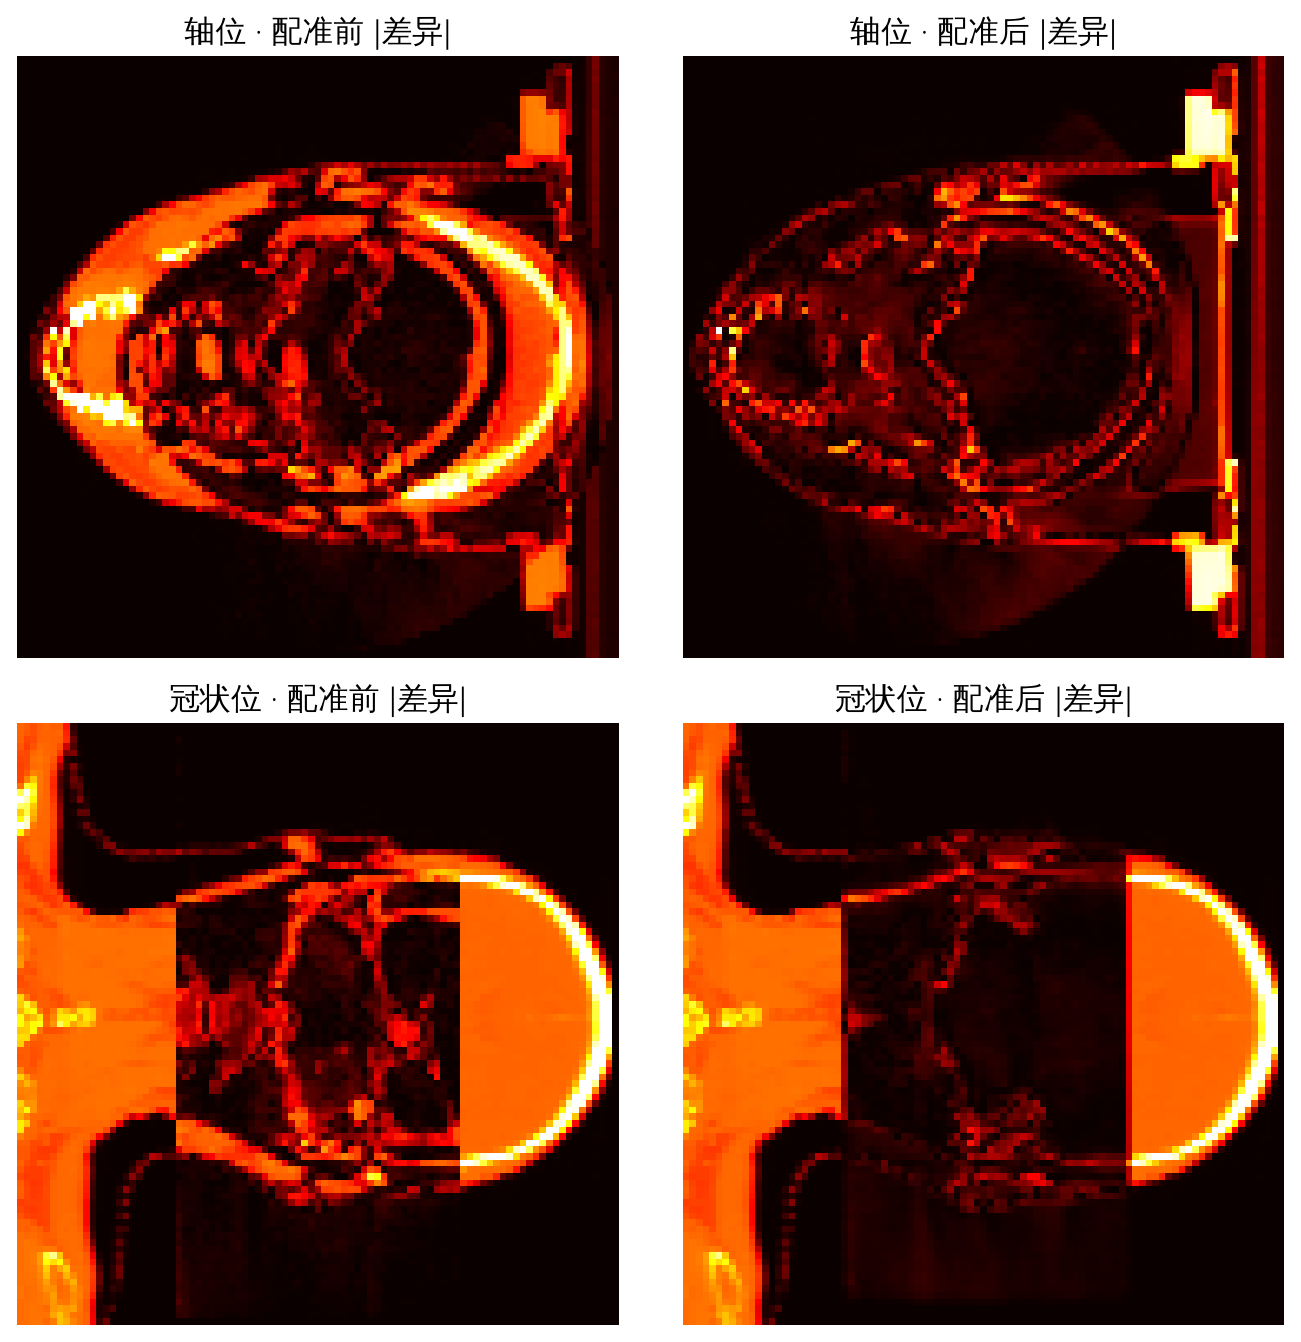 轴位 · 配准前 |差异|
轴位 · 配准后 |差异|
冠状位 · 配准前 |差异|
冠状位 · 配准后 |差异|